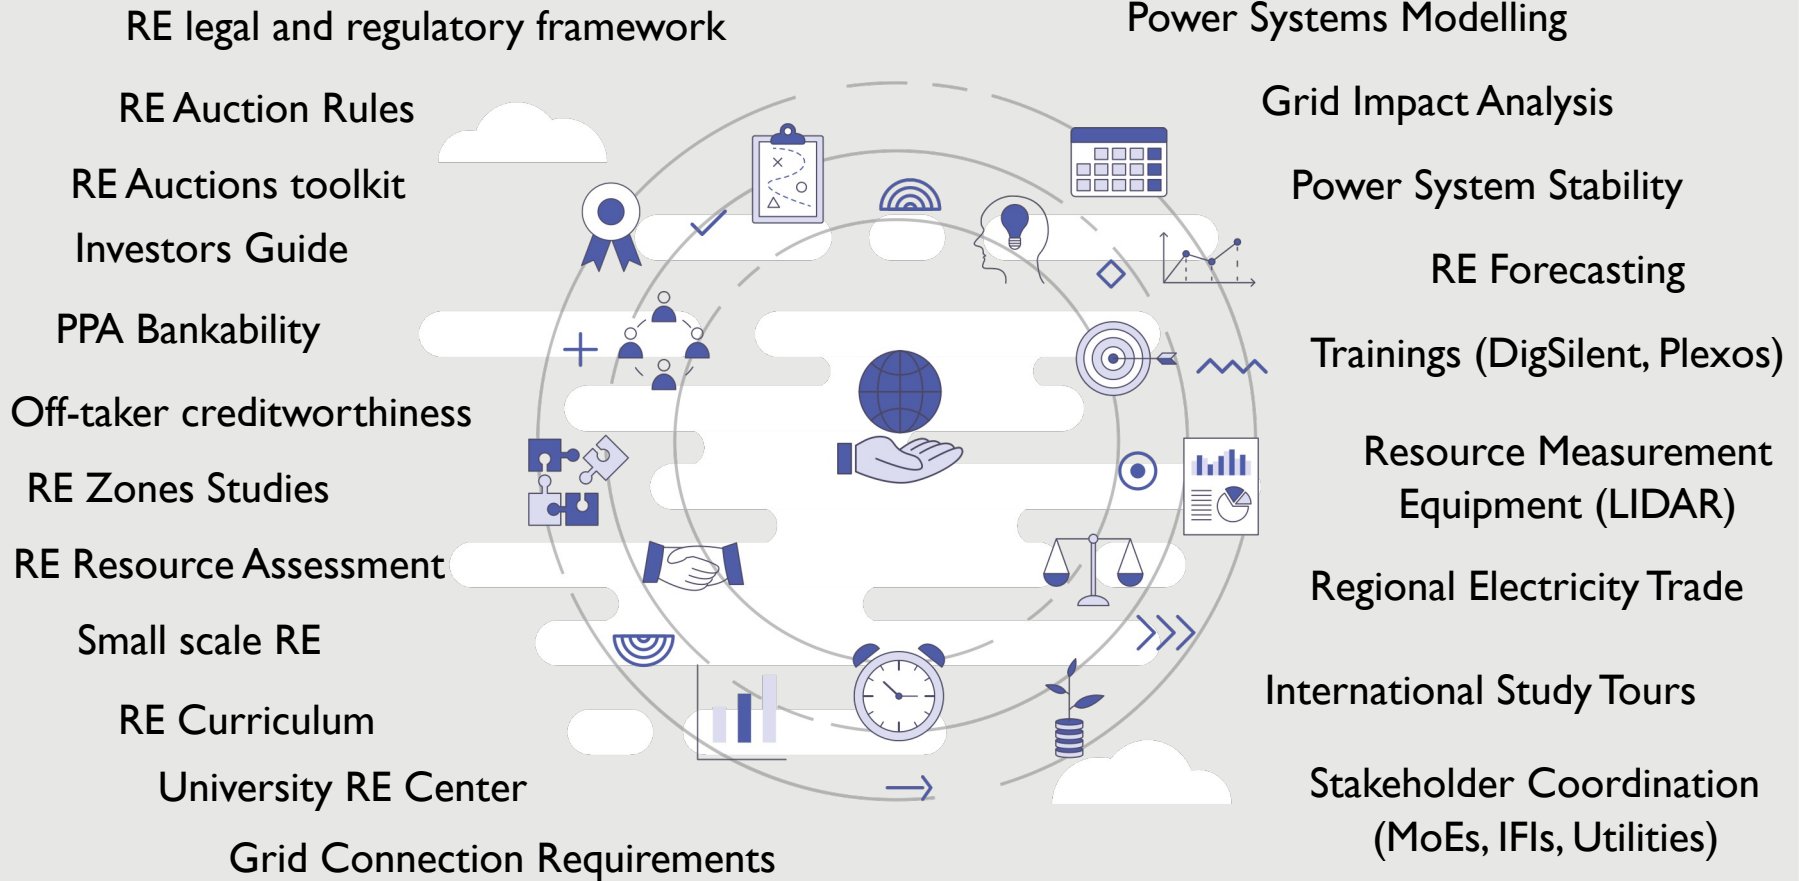 RE legal and regulatory framework
RE Auction Rules
RE Auctions toolkit
Investors Guide
PPA Bankability
Off-taker creditworthiness
RE Zones Studies
RE Resource Assessment
Small scale RE
RE Curriculum
University RE Center
Grid Connection Requirements
Power Systems Modelling
Grid Impact Analysis
Power System Stability
RE Forecasting
Trainings (DigSilent, Plexos)
Resource Measurement
Equipment (LIDAR)
Regional Electricity Trade
International Study Tours
Stakeholder Coordination
(MoEs, IFIs, Utilities)